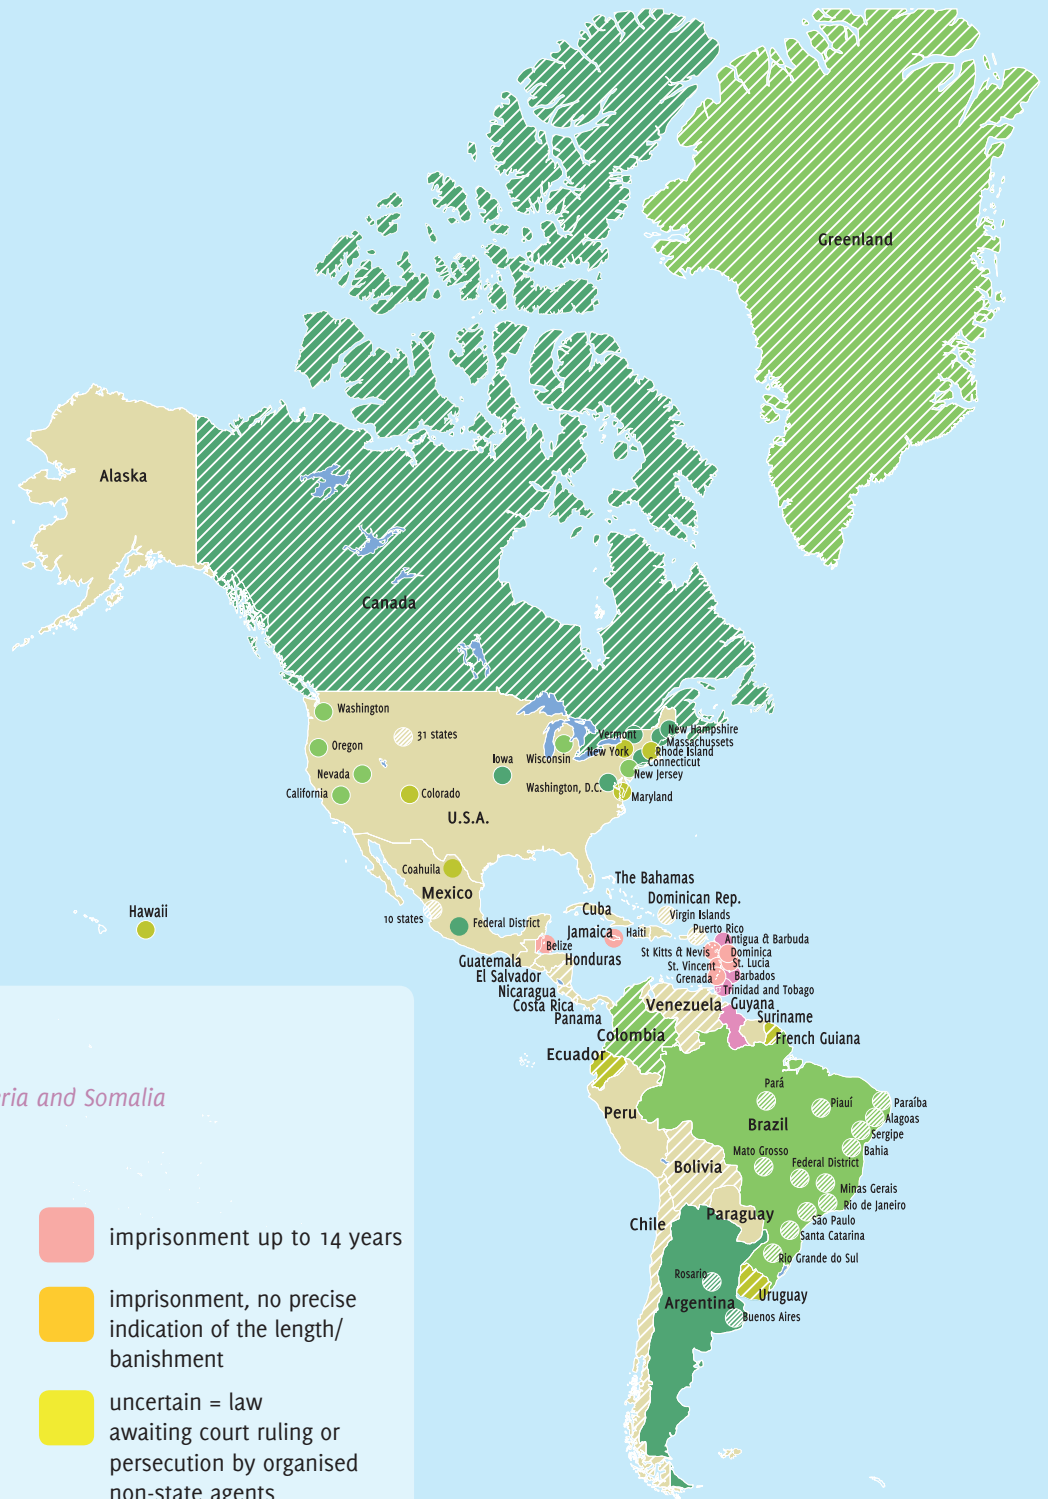 Greenland
Alaska
Canada
Washington
31 states
New Hampshire
Vermont
Massachussets
Oregon
New York
Rhode Island
Iowa
Wisconsin
Connecticut
Nevada
New Jersey
California
Colorado
Washington, D.C.
Maryland
U.S.A.
Coahuila
The Bahamas
Mexico
Dominican Rep.
Hawaii
Cuba
Virgin Islands
10 states
Federal District
Jamaica
Haiti
Puerto Rico
Antigua & Barbuda
Belize
St Kitts & Nevis
Dominica
Guatemala
Honduras
St. Vincent
St. Lucia
El Salvador
Grenada
Barbados
Nicaragua
Trinidad and Tobago
Costa Rica
Venezuela
Guyana
Panama
Suriname
Colombia
French Guiana
Ecuador
Pará
Piauí
Paraíba
Peru
Alagoas
Brazil
Sergipe
Mato Grosso
Bahia
Bolivia
Federal District
Minas Gerais
Rio de Janeiro
Chile
Paraguay
São Paulo
Santa Catarina
Rio Grande do Sul
Rosario
Argentina
Uruguay
Buenos Aires
eria and Somalia
imprisonment up to 14 years
imprisonment, no precise
indication of the length/
banishment
uncertain = law
awaiting court ruling or
persecution by organised
non-state agents